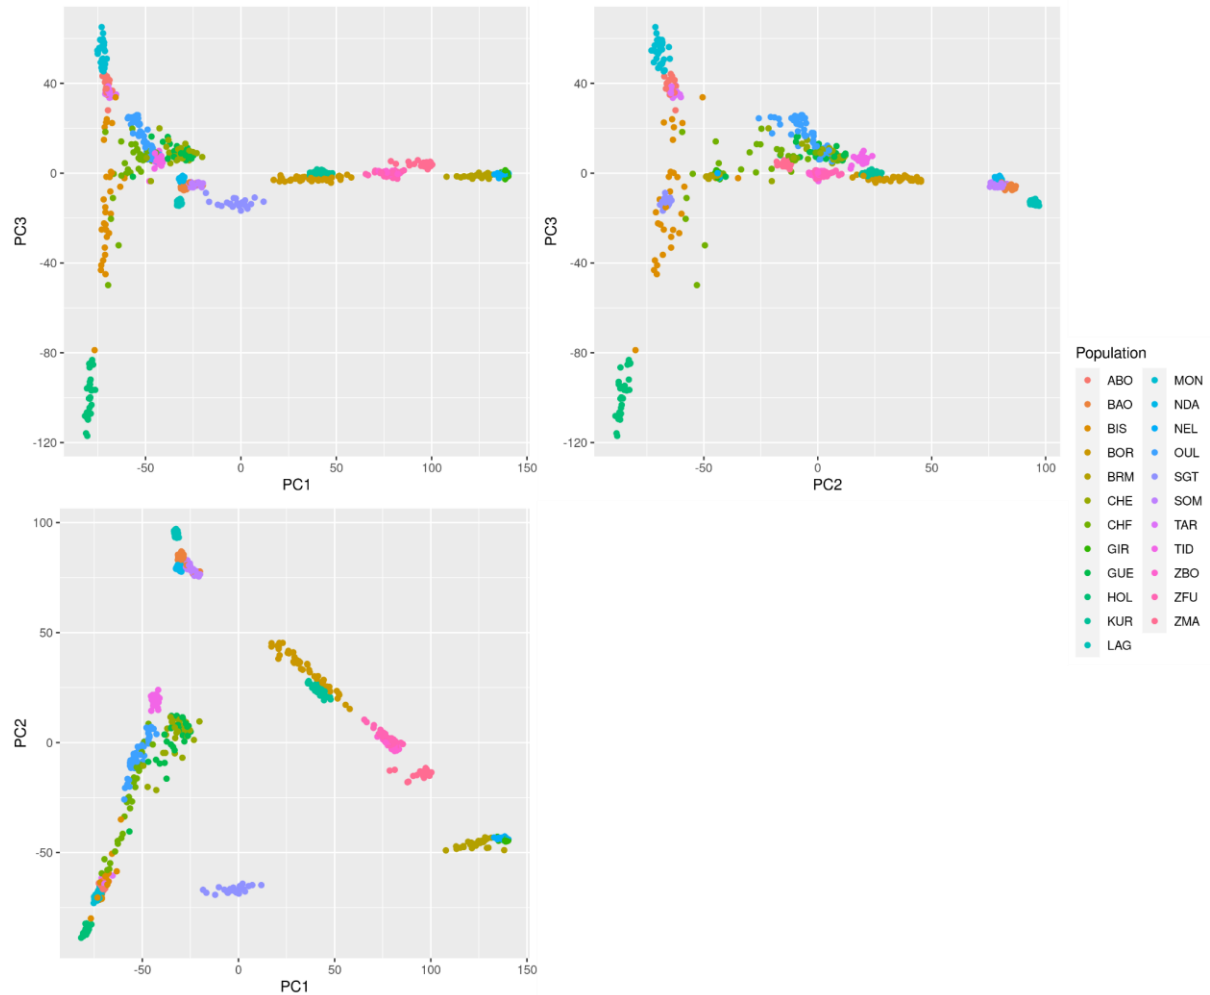 40
0
-40
-80
-120
PC3
-50
0
50
100
150
PC1
40
0
-40
-80
-120
PC3
-50
0
50
100
PC2
100
50
0
-50
PC2
-50
0
50
100
150
PC1
Population
ABO MON
BAO NDA
BIS NEL
BOR OUL
BRM SGT
CHE SOM
CHF TAR
GIR TID
GUE ZBO
HOL ZFU
KUR ZMA
LAG